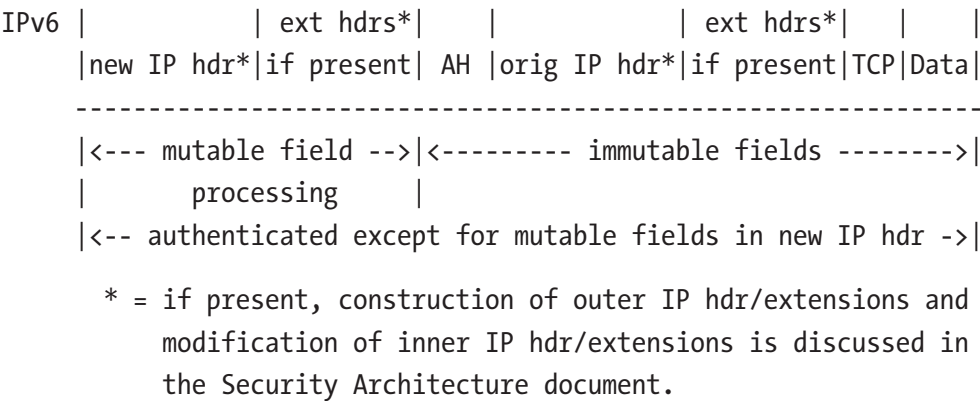 IPv6 |           | ext hdrs*|    |            | ext hdrs*|   |    |
     |new IP hdr*|if present| AH |orig IP hdr*|if present|TCP|Data|
     --------------------------------------------------------------
     |<--- mutable field -->|<--------- immutable fields -------->|
     |       processing     |
     |<-- authenticated except for mutable fields in new IP hdr ->|
       * = if present, construction of outer IP hdr/extensions and
           modification of inner IP hdr/extensions is discussed in
           the Security Architecture document.